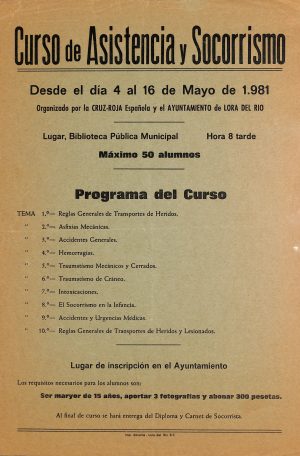 Curso de Asistencia y Socorrismo
Desde el día 4 al 16 de Mayo de 1.981
Organizado por la CRUZ-ROJA Española y el AYUNTAMIENTO de LORA DEL RIO
Lugar, Biblioteca Pública Municipal Hora 8 tarde
Máximo 50 alumnos
Programa del Curso
TEMA 1.º— Reglas Generales de Transportes de Heridos.
" 2.º— Asfixias Mecánicas.
" 3.º— Accidentes Generales.
" 4.º— Hemorragias.
" 5.º— Traumatismo Mecánicos y Cerrados.
" 6.º— Traumatismo de Cráneo.
" 7.º— Intoxicaciones.
" 8.º— El Socorrismo en la Infancia.
" 9.º— Accidentes y Urgencias Médicas.
" 10.º— Reglas Generales de Transportes de Heridos y Lesionados.
Lugar de inscripción en el Ayuntamiento
Los requisitos necesarios para los alumnos son:
Ser maryor de 15 años, aportar 3 fotografías y abonar 300 pesetas.
Al final de curso se hará entrega del Diploma y Carnet de Socorrista.